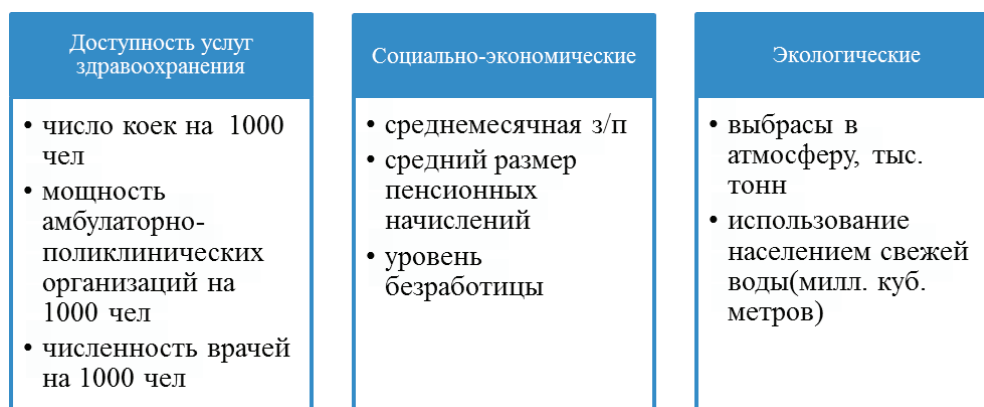 Доступность услуг
здравоохранения
• число коек на 1000
чел
• мощность
амбулаторно-
поликлинических
организаций на
1000 чел
• численность врачей
на 1000 чел
Социально-экономические
• среднемесячная з/п
• средний размер
пенсионных
начислений
• уровень
безработицы
Экологические
• выбрасы в
атмосферу, тыс.
тонн
• использование
населением свежей
воды(милл. куб.
метров)